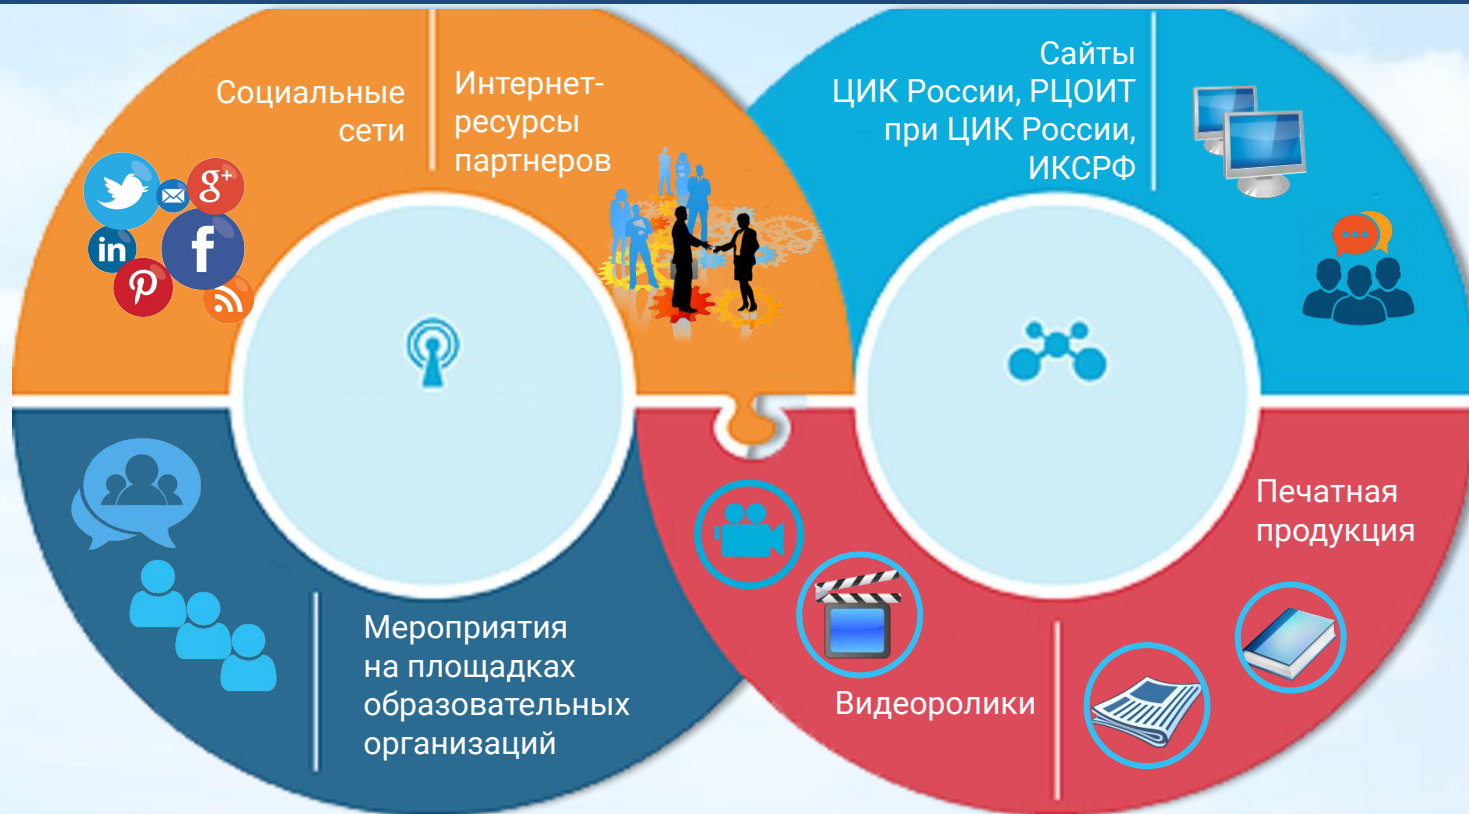 Социальные
сети
Интернет-
ресурсы
партнеров
Сайты
ЦИК России, РЦОИТ
при ЦИК России,
ИКСРФ
g+
in
f
Печатная
продукция
Мероприятия
на площадках
образовательных
организаций
Видеоролики